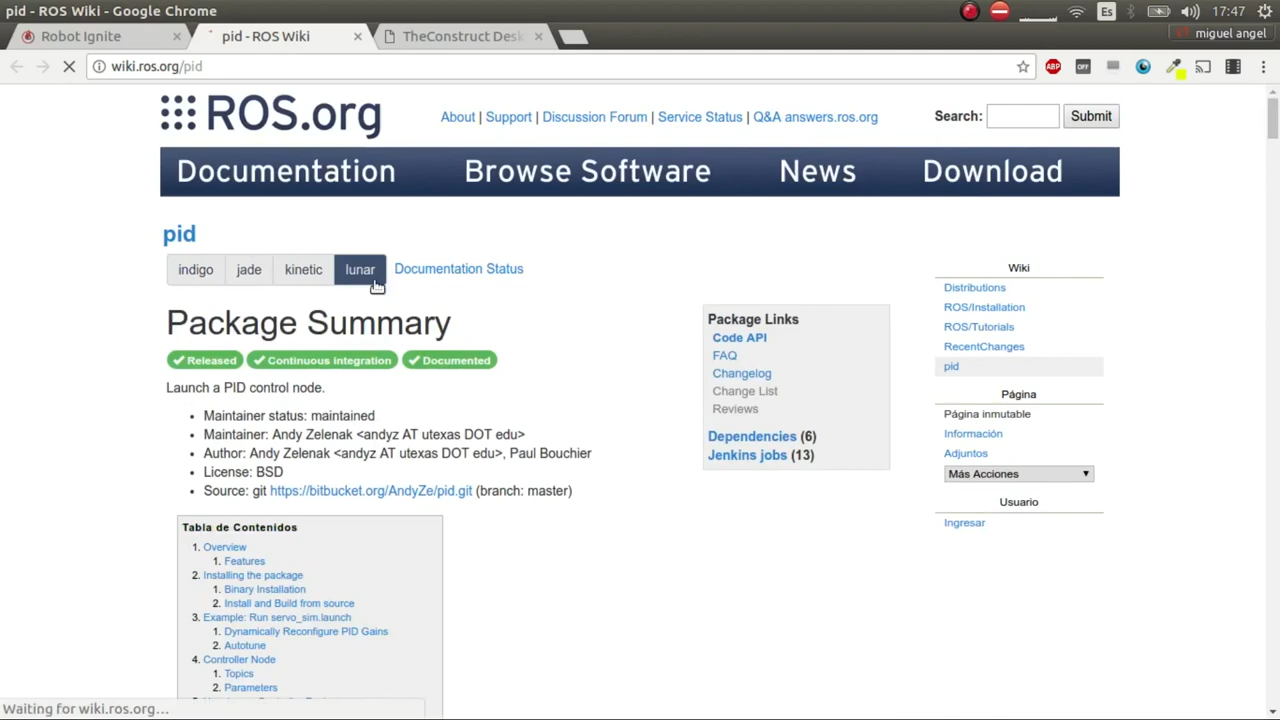 pid - ROS Wiki - Google Chrome
Es
17:47
Robot Ignite
pid - ROS Wiki
TheConstruct Desk
miguel angel
wiki.ros.org/pid
ABP
OFF
ROS.org
About | Support | Discussion Forum | Service Status | Q&A answers.ros.org
Search:
Submit
Documentation
Browse Software
News
Download
pid
indigo
jade
kinetic
lunar
Documentation Status
Package Summary
Released
Continuous integration
Documented
Launch a PID control node.
• Maintainer status: maintained
• Maintainer: Andy Zelenak <andyz AT utexas DOT edu>
• Author: Andy Zelenak <andyz AT utexas DOT edu>, Paul Bouchier
• License: BSD
• Source: git https://bitbucket.org/AndyZe/pid.git (branch: master)
Package Links
Code API
FAQ
Changelog
Change List
Reviews
Dependencies (6)
Jenkins jobs (13)
Wiki
Distributions
ROS/Installation
ROS/Tutorials
RecentChanges
pid
Página
Página inmutable
Información
Adjuntos
Más Acciones
Usuario
Ingresar
Tabla de Contenidos
1. Overview
1. Features
2. Installing the package
1. Binary Installation
2. Install and Build from source
3. Example: Run servo_sim.launch
1. Dynamically Reconfigure PID Gains
2. Autotune
4. Controller Node
1. Topics
2. Parameters
Waiting for wiki.ros.org...